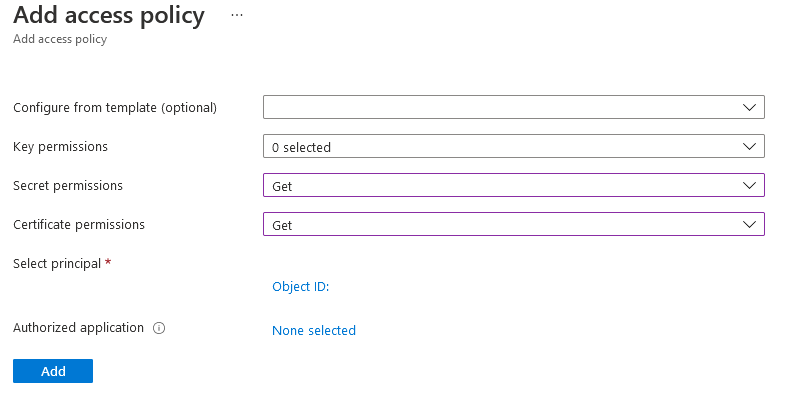 Add access policy ...
Add access policy
Configure from template (optional)
Key permissions 0 selected
Secret permissions Get
Certificate permissions Get
Select principal *
Object ID:
Authorized application None selected
Add